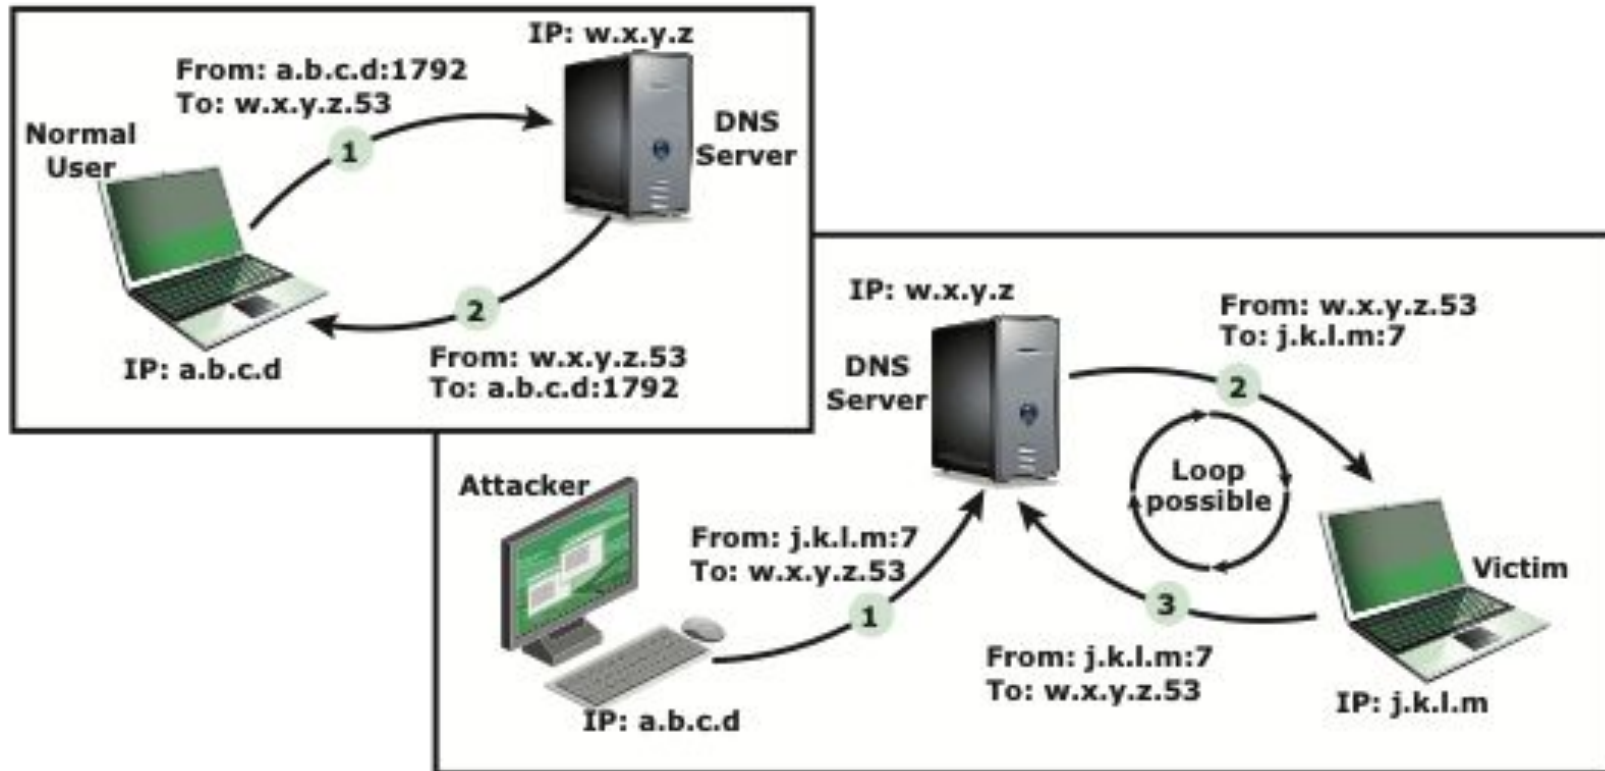 IP: w.x.y.z
From: a.b.c.d:1792
To: w.x.y.z.53
Normal
User
1
DNS
Server
2
IP: a.b.c.d
From: w.x.y.z.53
To: a.b.c.d:1792
IP: w.x.y.z
DNS
Server
From: w.x.y.z.53
To: j.k.l.m:7
2
Loop
possible
Attacker
From: j.k.l.m:7
To: w.x.y.z.53
1
IP: a.b.c.d
3
From: j.k.l.m:7
To: w.x.y.z.53
Victim
IP: j.k.l.m